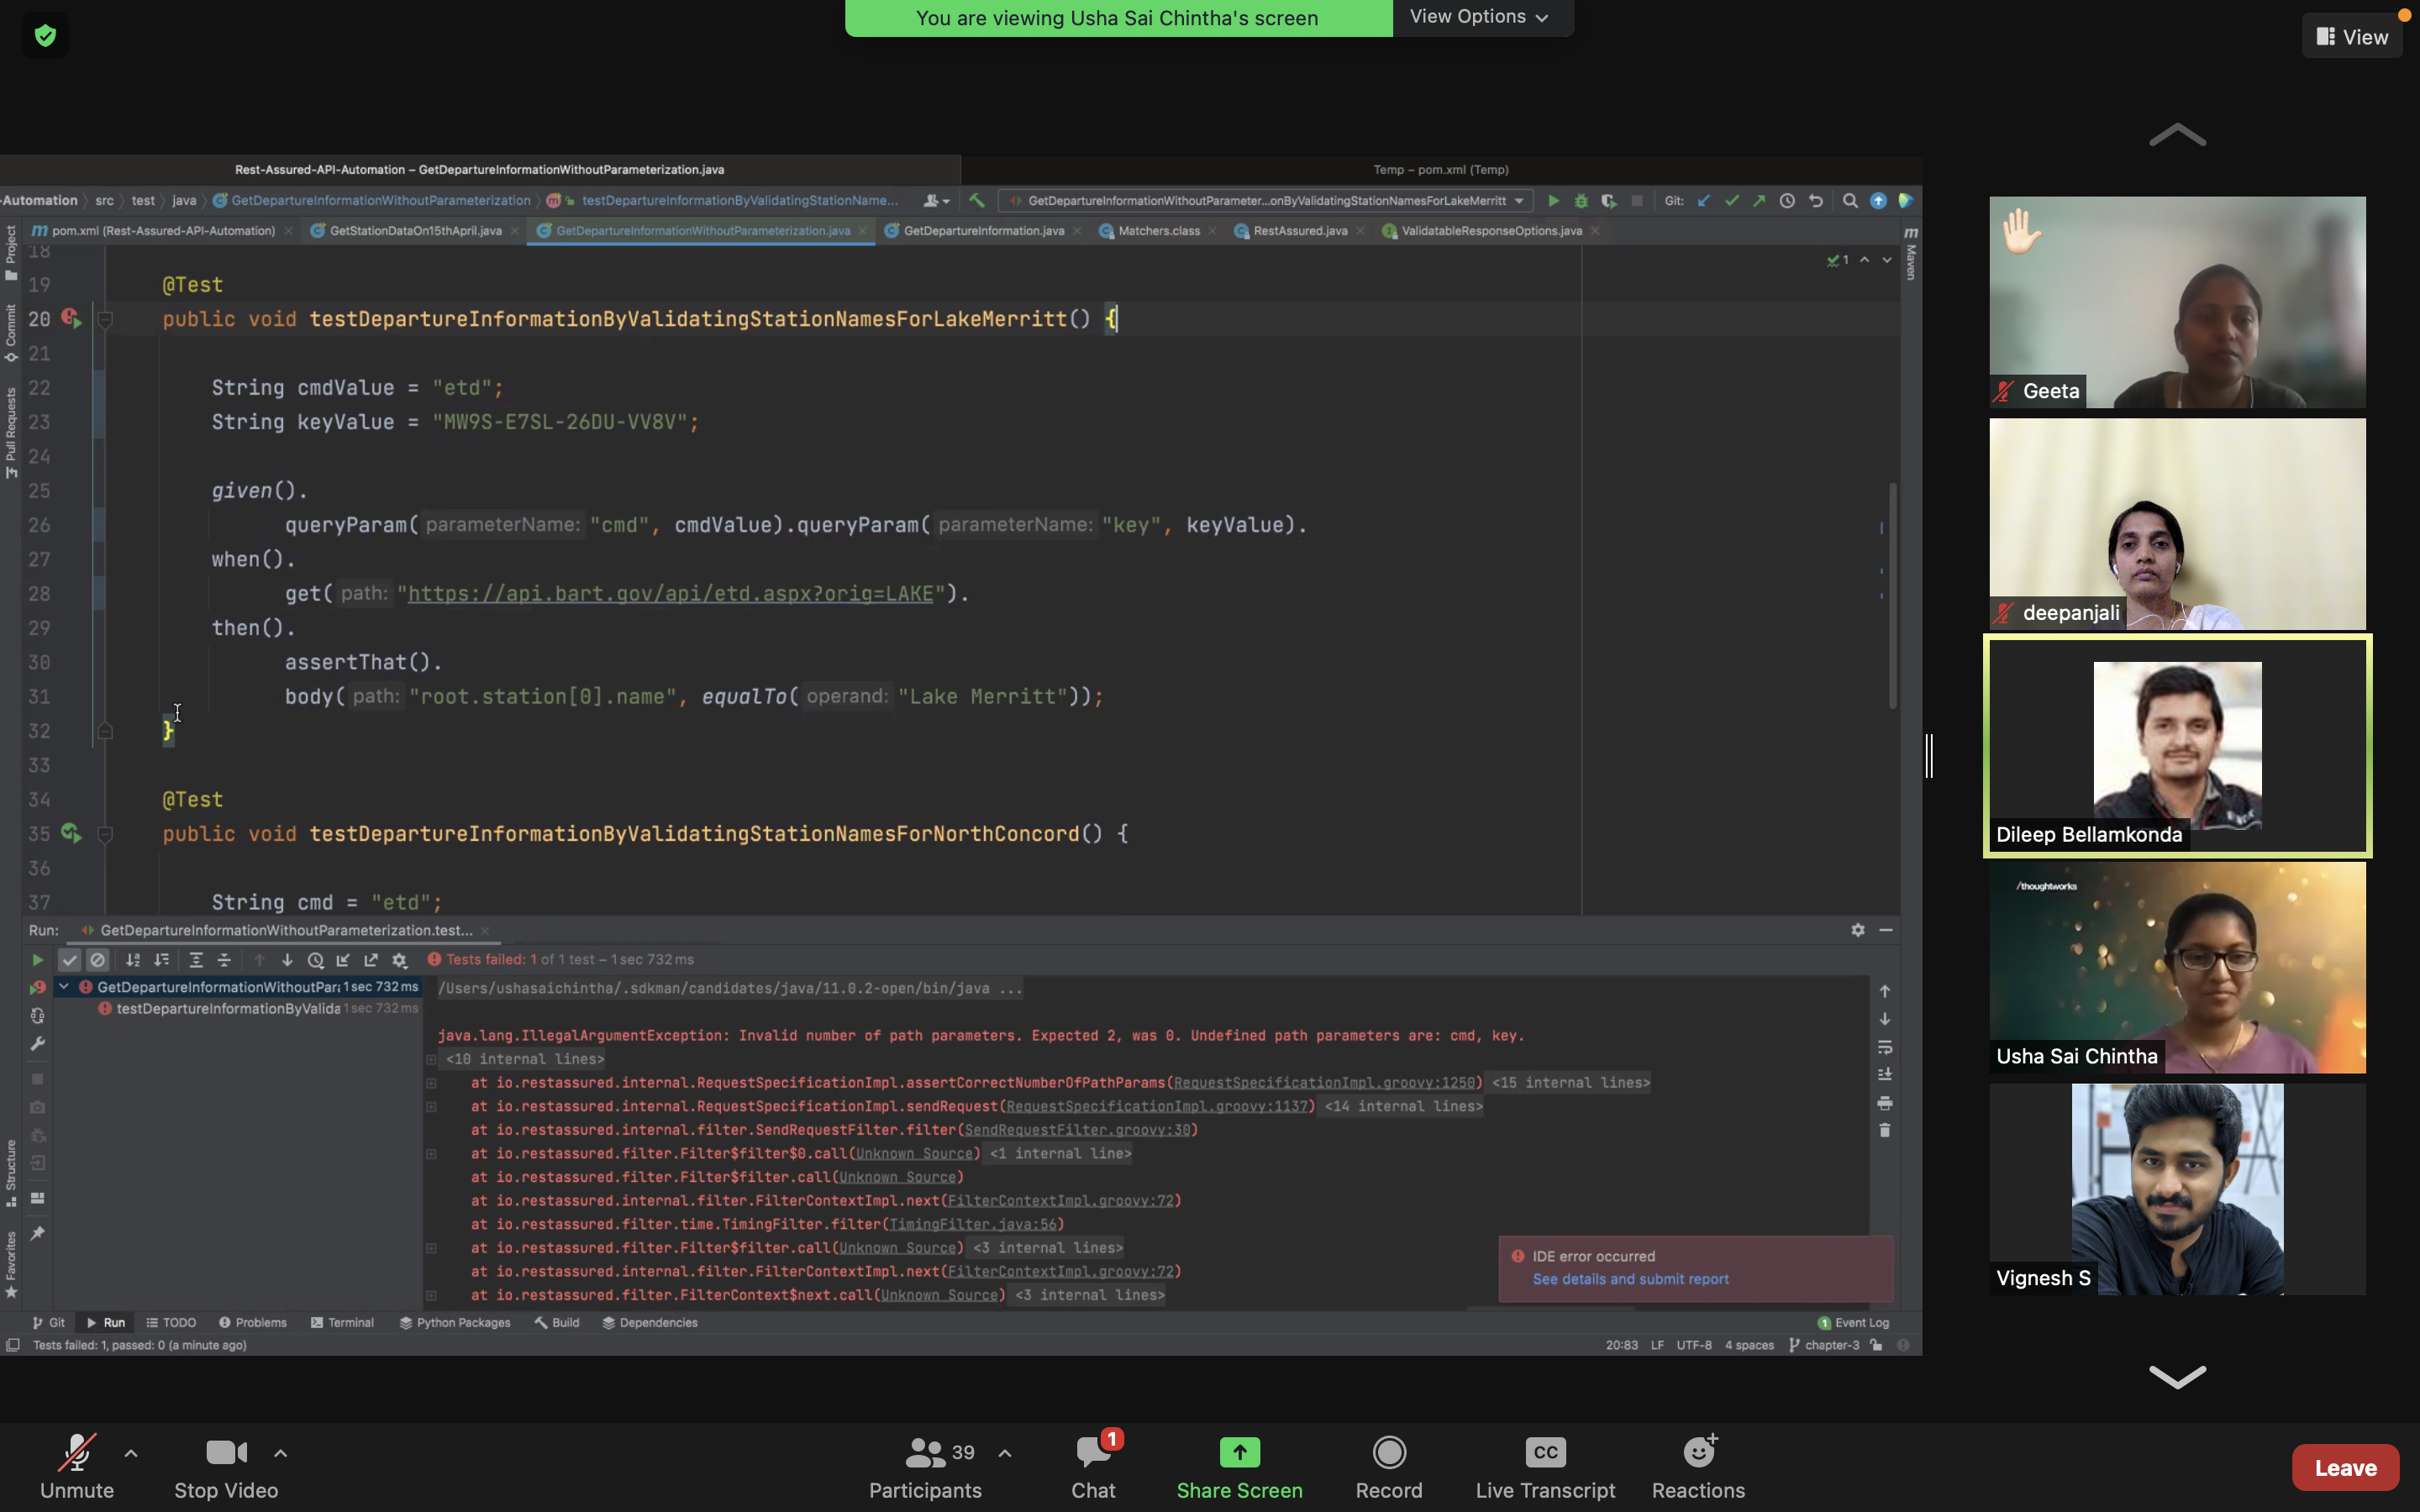 You are viewing Usha Sai Chintha's screen
View Options
View
Rest-Assured-API-Automation – GetDepartureInformationWithoutParameterization.java
Temp – pom.xml (Temp)
-Automation
src
test
java
GetDepartureInformationWithoutParameterization
testDepartureInformationByValidatingStationName...
GetDepartureInformationWithoutParameter...onByValidatingStationNamesForLakeMerritt
Git:
pom.xml (Rest-Assured-API-Automation)
GetStationDataOn15thApril.java
GetDepartureInformationWithoutParameterization.java
GetDepartureInformation.java
Matchers.class
RestAssured.java
ValidatableResponseOptions.java
Project
Commit
Pull Requests
Structure
Favorites
Maven
1
18
19 @Test
20 public void testDepartureInformationByValidatingStationNamesForLakeMerritt() {
21
22 String cmdValue = "etd";
23 String keyValue = "MW9S-E7SL-26DU-VV8V";
24
25 given().
26 queryParam( parameterName: "cmd", cmdValue).queryParam( parameterName: "key", keyValue).
27 when().
28 get( path: "https://api.bart.gov/api/etd.aspx?orig=LAKE").
29 then().
30 assertThat().
31 body( path: "root.station[0].name", equalTo( operand: "Lake Merritt"));
32 }
33
34 @Test
35 public void testDepartureInformationByValidatingStationNamesForNorthConcord() {
36
37 String cmd = "etd";
Run:
GetDepartureInformationWithoutParameterization.test...
Tests failed: 1 of 1 test – 1 sec 732 ms
GetDepartureInformationWithoutPar: 1 sec 732 ms
testDepartureInformationByValida 1 sec 732 ms
/Users/ushasaichintha/.sdkman/candidates/java/11.0.2-open/bin/java ...
java.lang.IllegalArgumentException: Invalid number of path parameters. Expected 2, was 0. Undefined path parameters are: cmd, key.
<10 internal lines>
at io.restassured.internal.RequestSpecificationImpl.assertCorrectNumberOfPathParams(RequestSpecificationImpl.groovy:1250) <15 internal lines>
at io.restassured.internal.RequestSpecificationImpl.sendRequest(RequestSpecificationImpl.groovy:1137) <14 internal lines>
at io.restassured.internal.filter.SendRequestFilter.filter(SendRequestFilter.groovy:30)
at io.restassured.filter.Filter$filter$0.call(Unknown Source) <1 internal line>
at io.restassured.filter.Filter$filter.call(Unknown Source)
at io.restassured.internal.filter.FilterContextImpl.next(FilterContextImpl.groovy:72)
at io.restassured.filter.time.TimingFilter.filter(TimingFilter.java:56)
at io.restassured.filter.Filter$filter.call(Unknown Source) <3 internal lines>
at io.restassured.internal.filter.FilterContextImpl.next(FilterContextImpl.groovy:72)
at io.restassured.filter.FilterContext$next.call(Unknown Source) <3 internal lines>
IDE error occurred
See details and submit report
Git
Run
TODO
Problems
Terminal
Python Packages
Build
Dependencies
1 Event Log
Tests failed: 1, passed: 0 (a minute ago)
20:83 LF UTF-8 4 spaces chapter-3
Geeta
deepanjali
Dileep Bellamkonda
/thoughtworks
Usha Sai Chintha
Vignesh S
Unmute
Stop Video
39
Participants
1
Chat
Share Screen
Record
CC
Live Transcript
Reactions
Leave